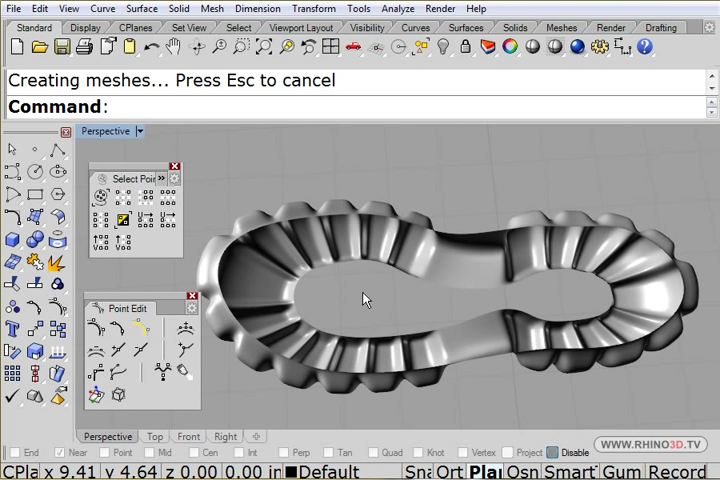 File Edit View Curve Surface Solid Mesh Dimension Transform Tools Analyze Render Help
Standard Display CPlanes Set View Select Viewport Layout Visibility Curves Surfaces Solids Meshes Render Drafting
Creating meshes... Press Esc to cancel
Command:
Perspective
Select Poin »
Point Edit
Perspective Top Front Right
End Near Point Mid Cen Int Perp Tan Quad Knot Vertex Project Disable
WWW.RHINO3D.TV
CPla x 9.41 y 4.64 z 0.00 0.00 in Default Sna Ort Plan Osn Smart Gum Record